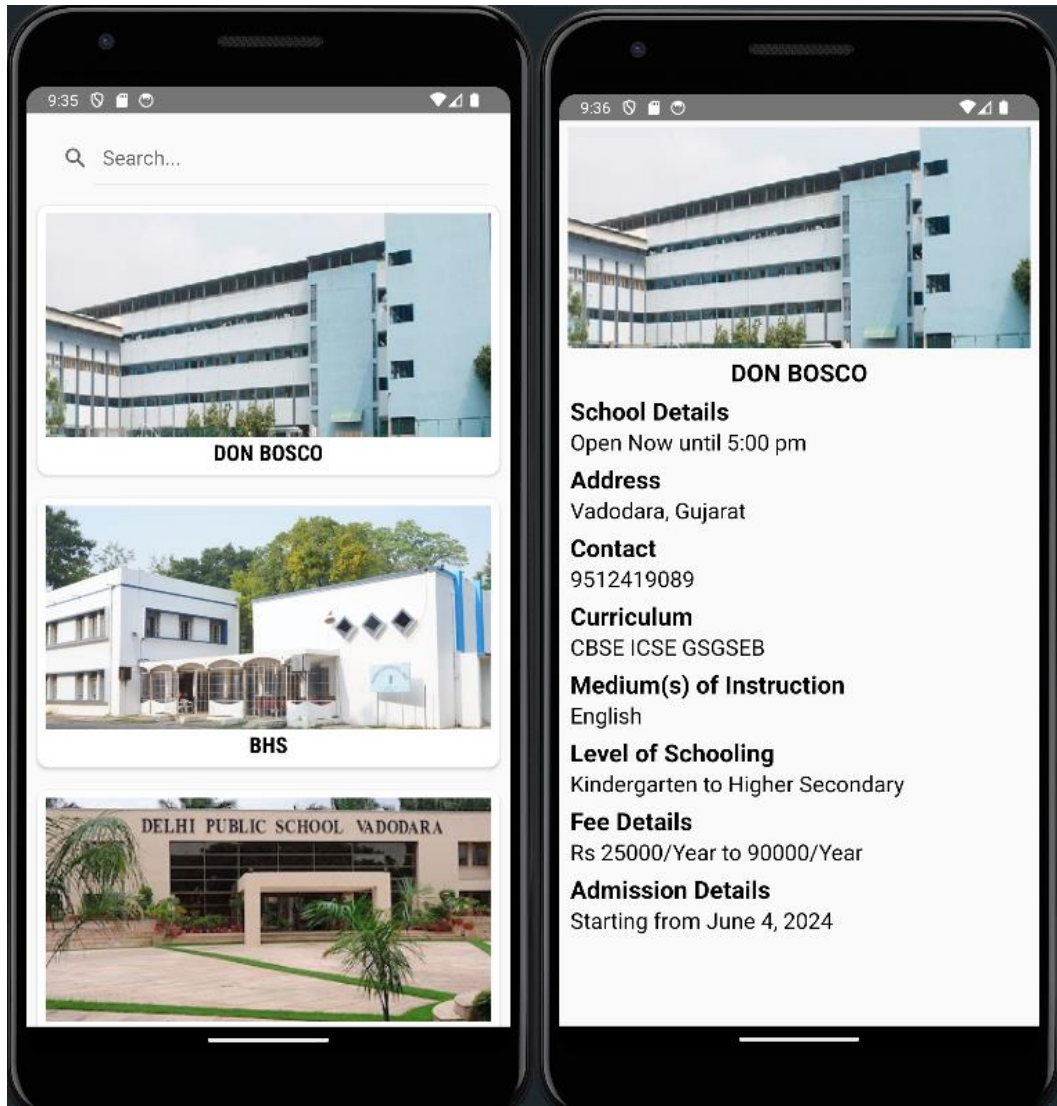 9:35
Search...
DON BOSCO
BHS
DELHI PUBLIC SCHOOL VADODARA
9:36
DON BOSCO
School Details
Open Now until 5:00 pm
Address
Vadodara, Gujarat
Contact
9512419089
Curriculum
CBSE ICSE GSGSEB
Medium(s) of Instruction
English
Level of Schooling
Kindergarten to Higher Secondary
Fee Details
Rs 25000/Year to 90000/Year
Admission Details
Starting from June 4, 2024